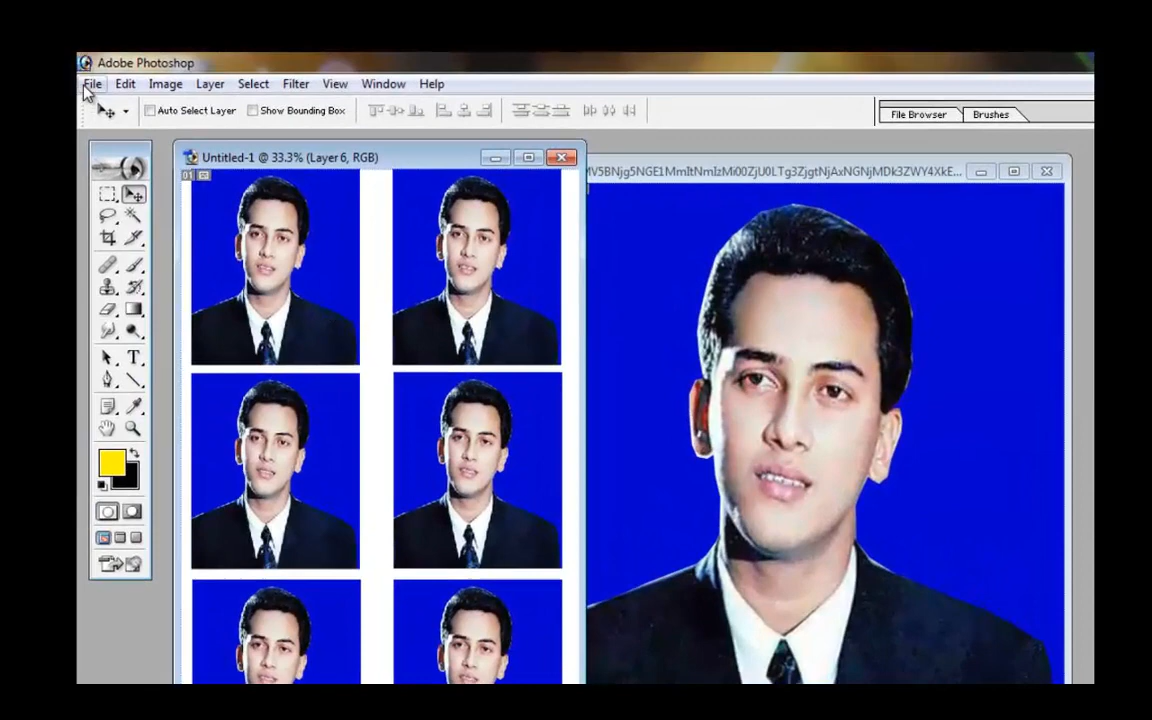 Adobe Photoshop
File Edit Image Layer Select Filter View Window Help
Auto Select Layer Show Bounding Box File Browser Brushes
Untitled-1 @ 33.3% (Layer 6, RGB)
T